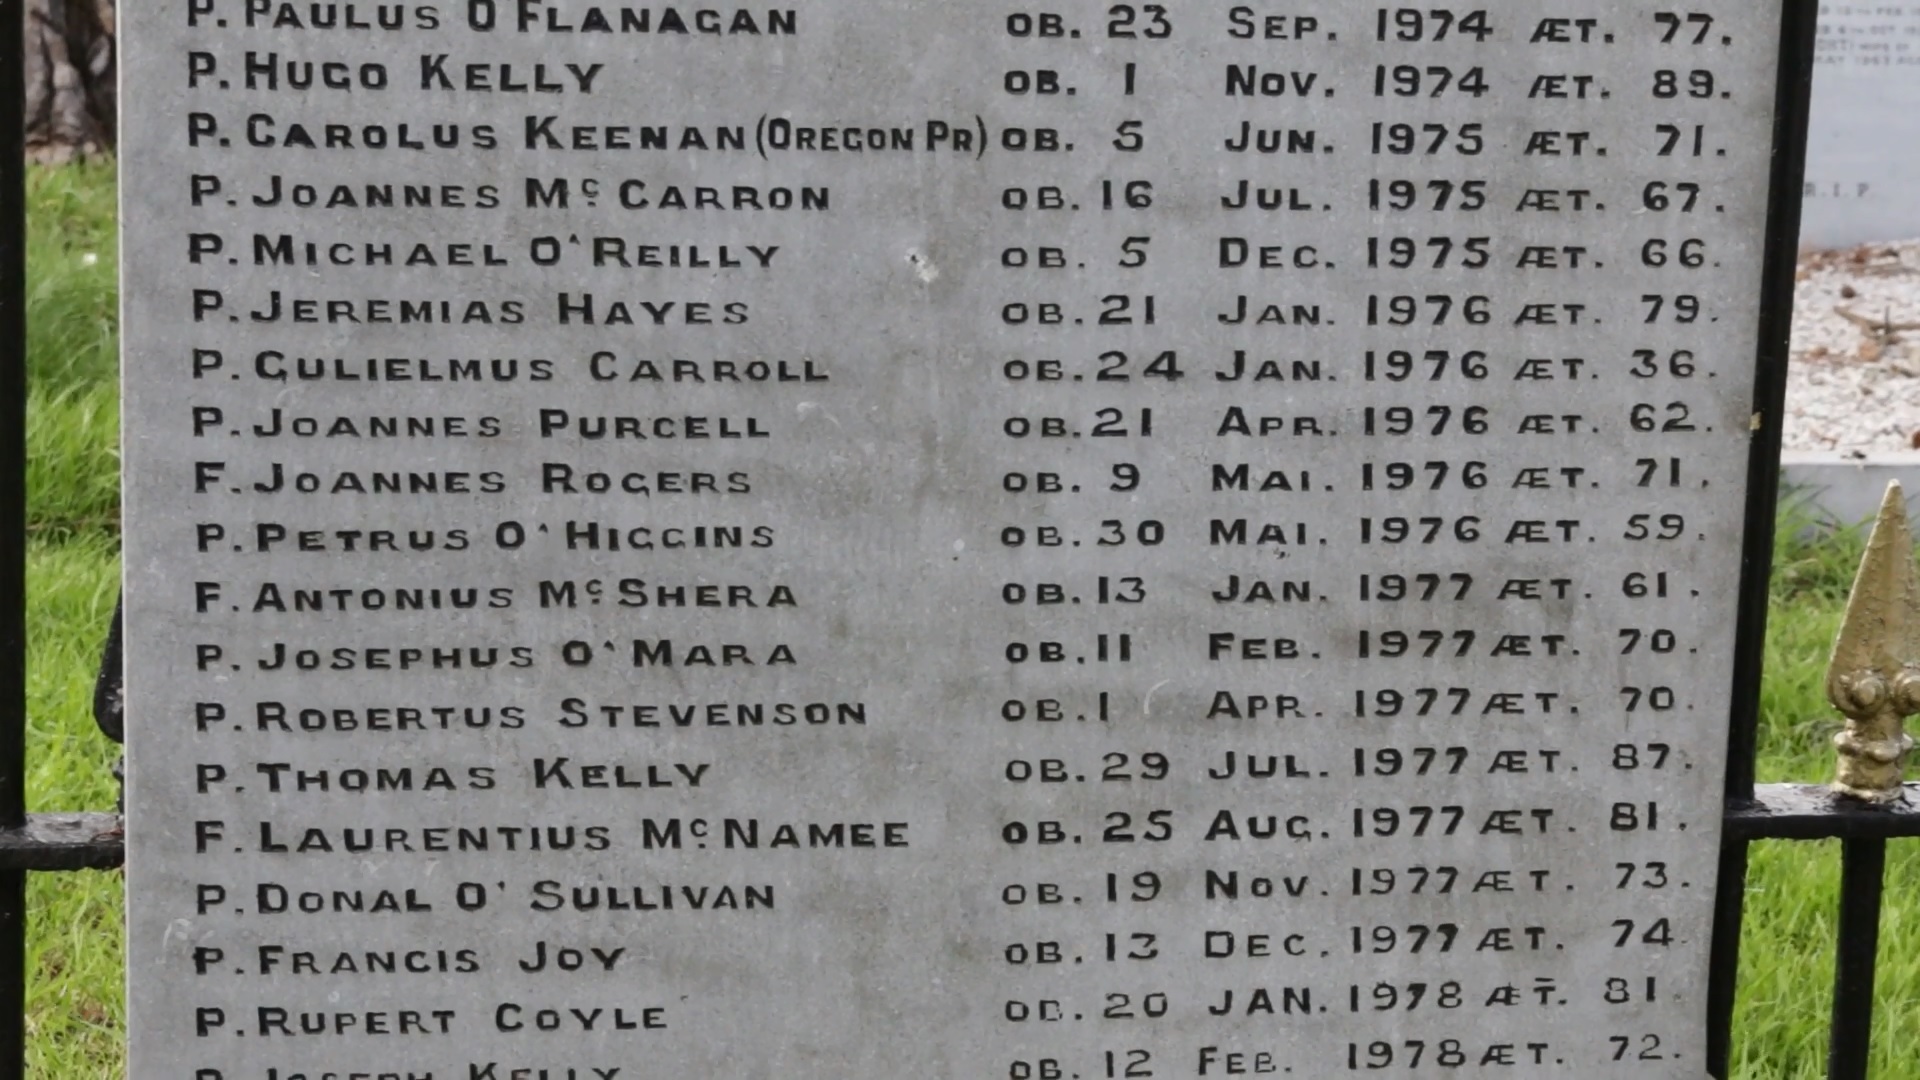 P. PAULUS O'FLANAGAN OB. 23 SEP. 1974 ÆT. 77.
P. HUGO KELLY OB. 1 NOV. 1974 ÆT. 89.
P. CAROLUS KEENAN (OREGON PR) OB. 5 JUN. 1975 ÆT. 71.
P. JOANNES McCARRON OB. 16 JUL. 1975 ÆT. 67.
P. MICHAEL O'REILLY OB. 5 DEC. 1975 ÆT. 66.
P. JEREMIAS HAYES OB. 21 JAN. 1976 ÆT. 79.
P. GULIELMUS CARROLL OB. 24 JAN. 1976 ÆT. 36.
P. JOANNES PURCELL OB. 21 APR. 1976 ÆT. 62.
F. JOANNES ROGERS OB. 9 MAI. 1976 ÆT. 71.
P. PETRUS O'HIGGINS OB. 30 MAI. 1976 ÆT. 59.
F. ANTONIUS McSHERA OB. 13 JAN. 1977 ÆT. 61.
P. JOSEPHUS O'MARA OB. 11 FEB. 1977 ÆT. 70.
P. ROBERTUS STEVENSON OB. 1 APR. 1977 ÆT. 70.
P. THOMAS KELLY OB. 29 JUL. 1977 ÆT. 87.
F. LAURENTIUS McNAMEE OB. 25 AUG. 1977 ÆT. 81.
P. DONAL O'SULLIVAN OB. 19 NOV. 1977 ÆT. 73.
P. FRANCIS JOY OB. 13 DEC. 1977 ÆT. 74.
P. RUPERT COYLE OB. 20 JAN. 1978 ÆT. 81.
P. JOSEPH KELLY OB. 12 FEB. 1978 ÆT. 72.
R.I.P.